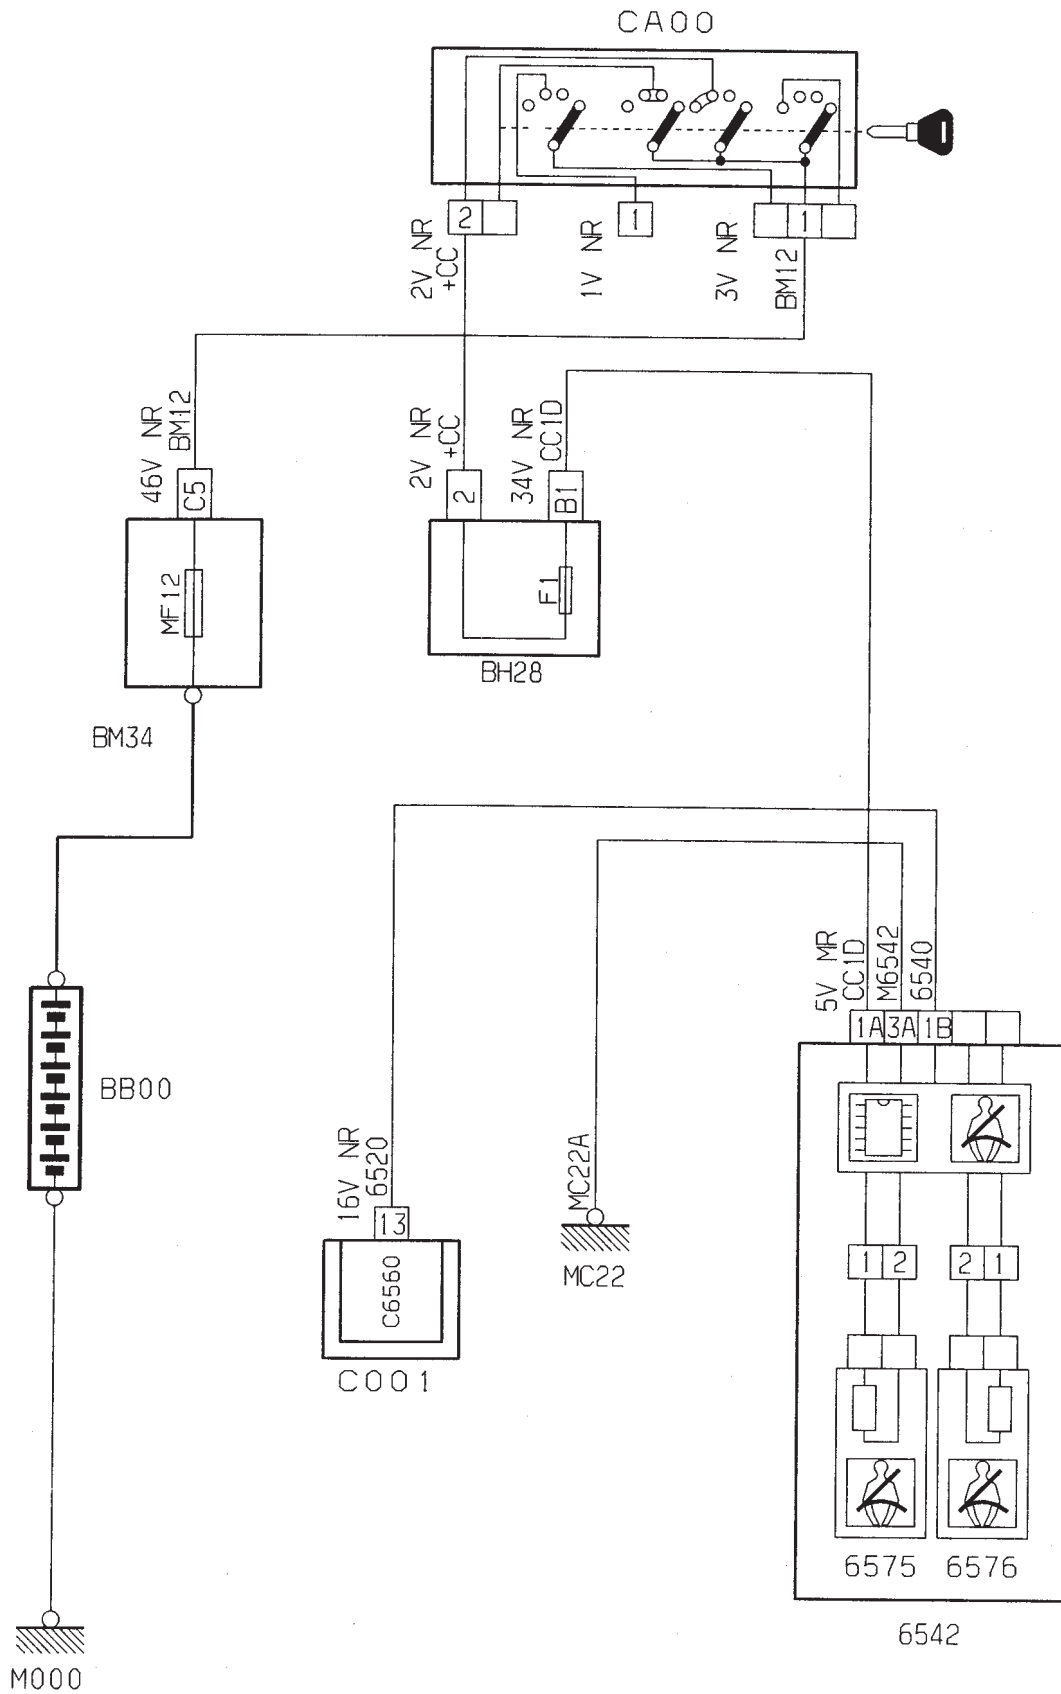 CA00
2
1
1
2V NR
+CC
1V NR
3V NR
BM12
46V NR
BM12
C5
2V NR
+CC
2
34V NR
CC1D
B1
MF12
F1
BH28
BM34
5V MR
CC1D
M6542
6540
1A 3A 1B
BB00
16V NR
6520
13
C6560
C001
MC22A
MC22
1 2
2 1
6575
6576
6542
M000